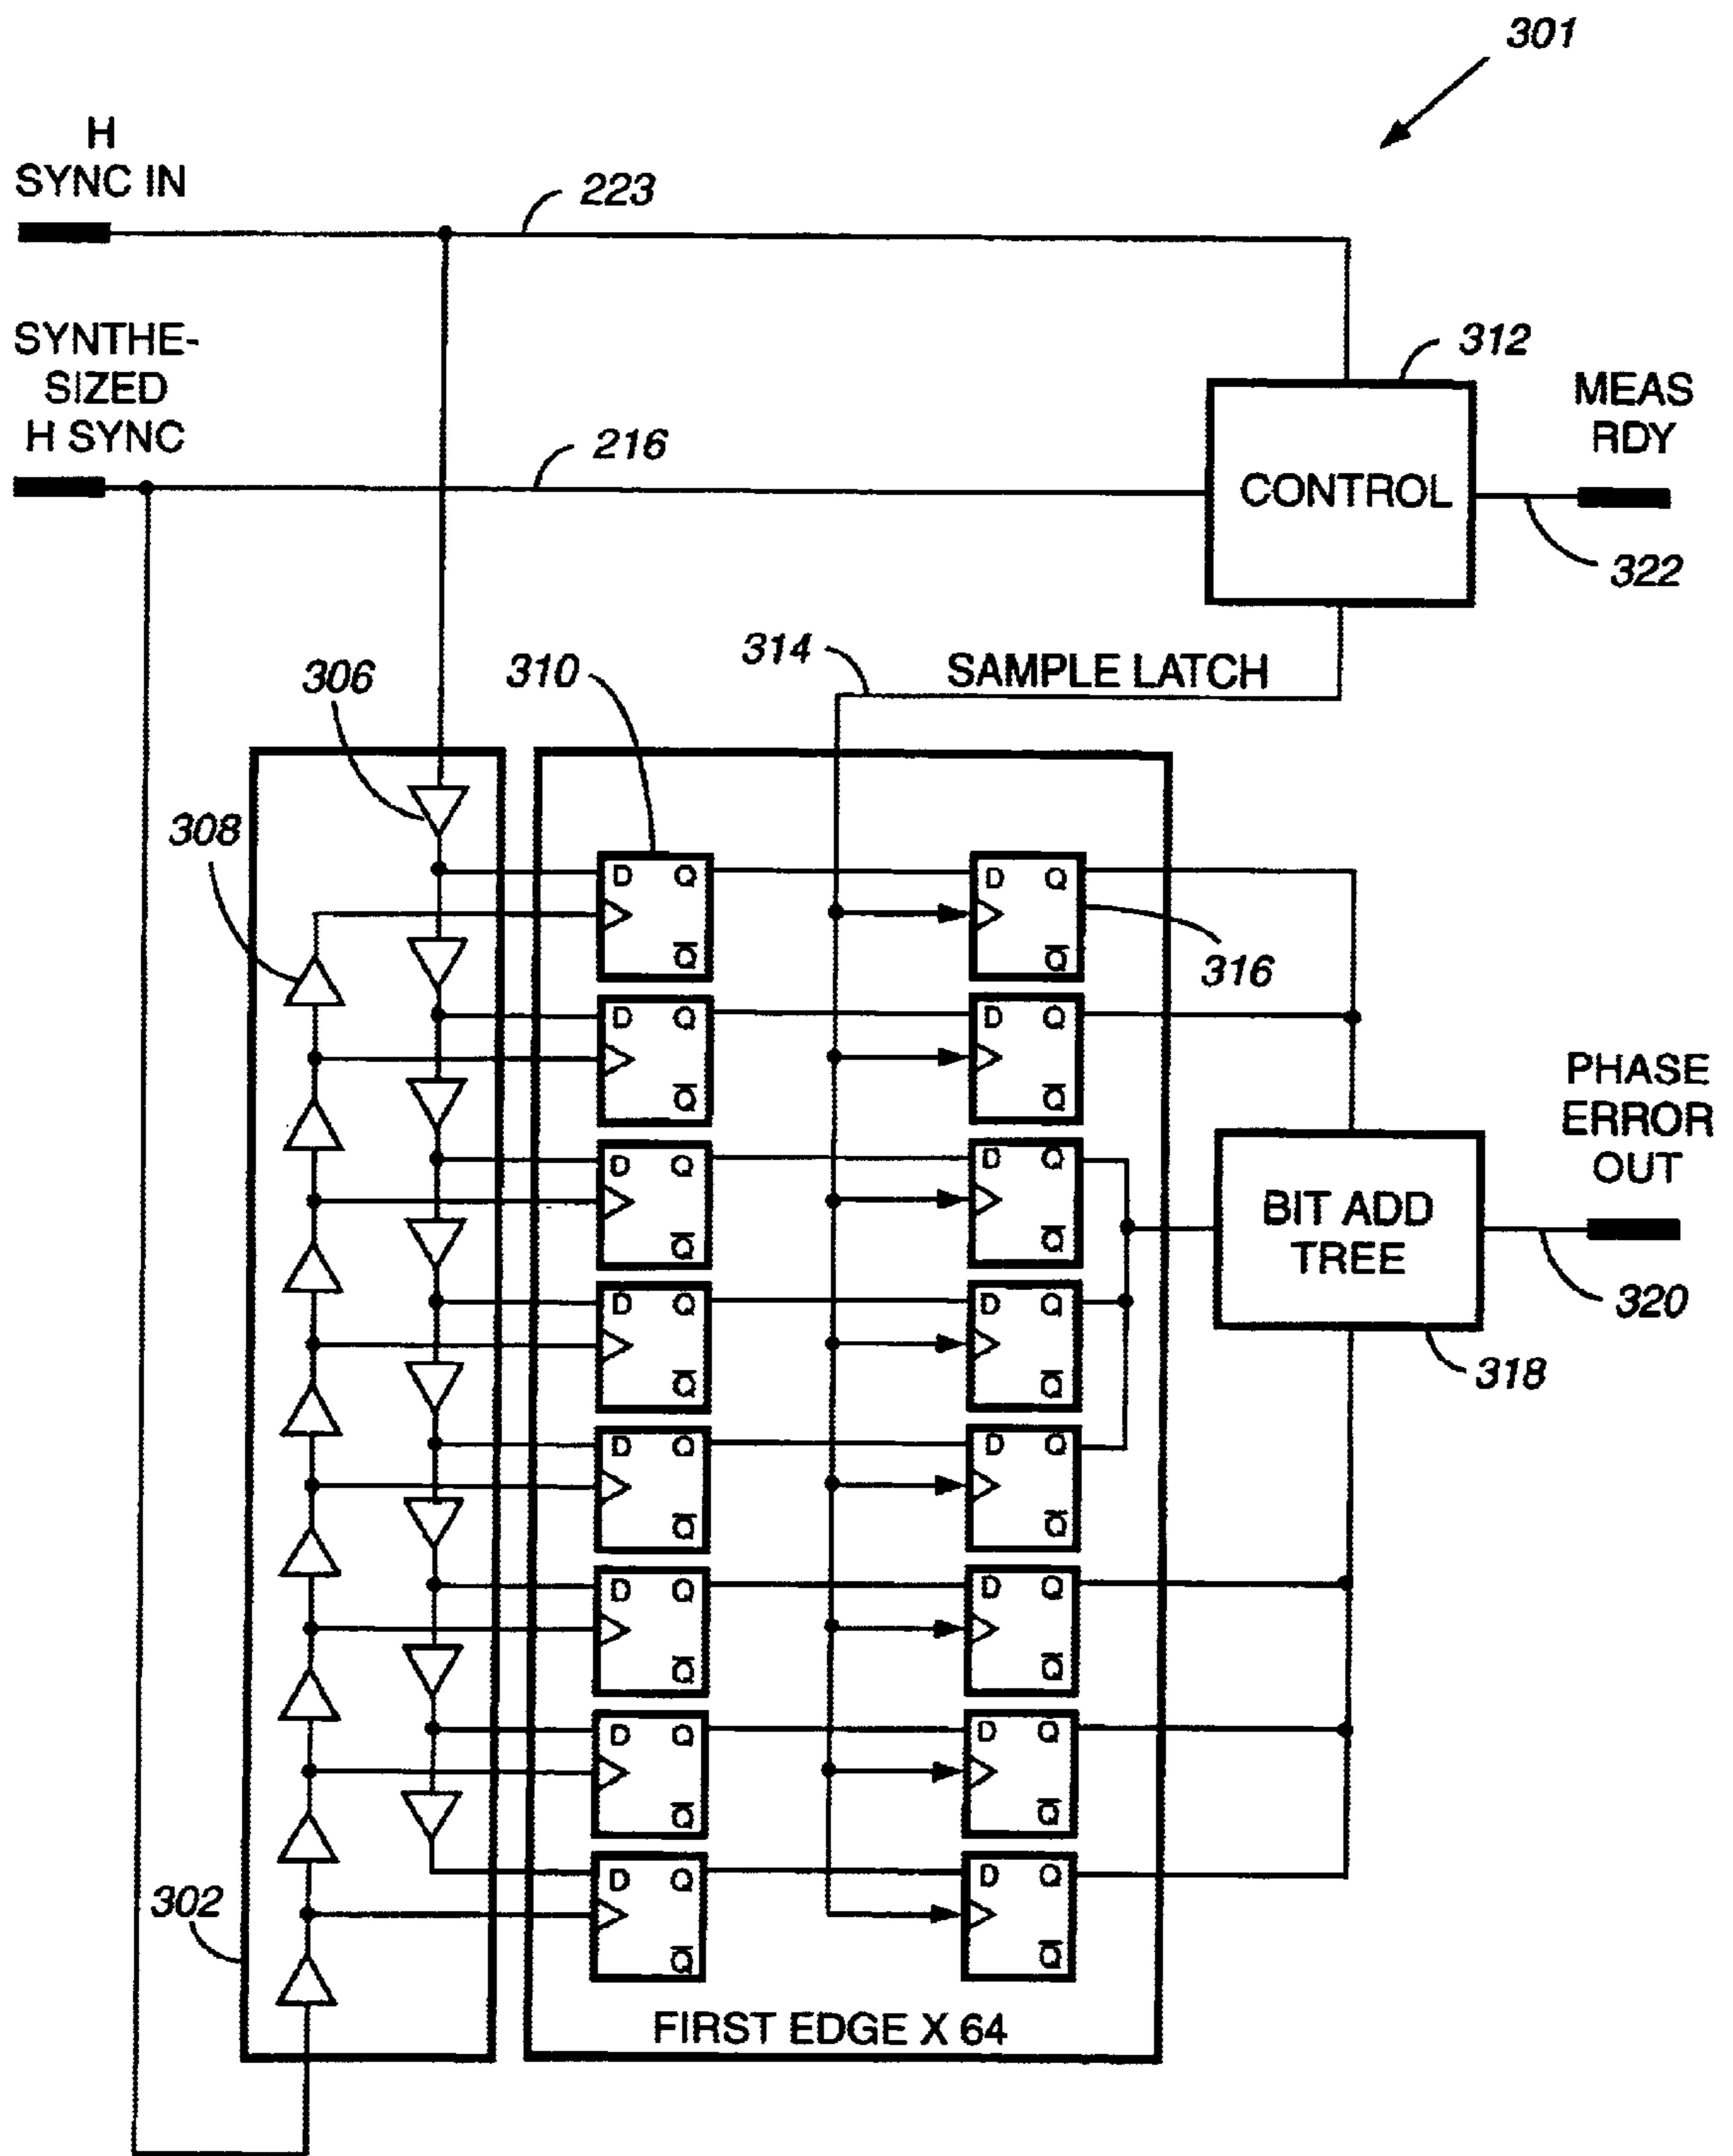 301
H
SYNC IN
223
SYNTHE-
SIZED
H SYNC
216
312
MEAS
RDY
CONTROL
322
314
SAMPLE LATCH
306
310
308
D Q
Q̅
D Q
Q̅
316
D Q
Q̅
D Q
Q̅
PHASE
ERROR
OUT
D Q
Q̅
D Q
Q̅
BIT ADD
TREE
320
D Q
Q̅
D Q
Q̅
318
D Q
Q̅
D Q
Q̅
D Q
Q̅
D Q
Q̅
D Q
Q̅
D Q
Q̅
302
D Q
Q̅
D Q
Q̅
FIRST EDGE X 64